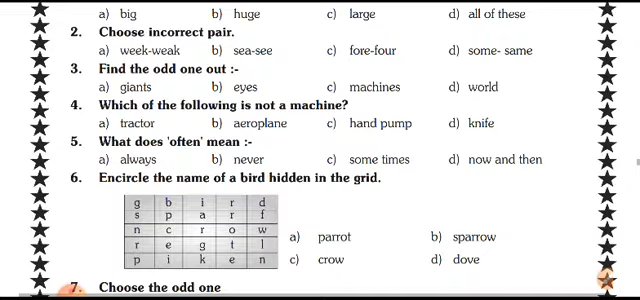 a) big b) huge c) large d) all of these
2. Choose incorrect pair.
a) week-weak b) sea-see c) fore-four d) some- same
3. Find the odd one out :-
a) giants b) eyes c) machines d) world
4. Which of the following is not a machine?
a) tractor b) aeroplane c) hand pump d) knife
5. What does 'often' mean :-
a) always b) never c) some times d) now and then
6. Encircle the name of a bird hidden in the grid.
g b i r d
s p a r f
n c r o w
r e g t l
p i k e n
a) parrot b) sparrow
c) crow d) dove
7. Choose the odd one